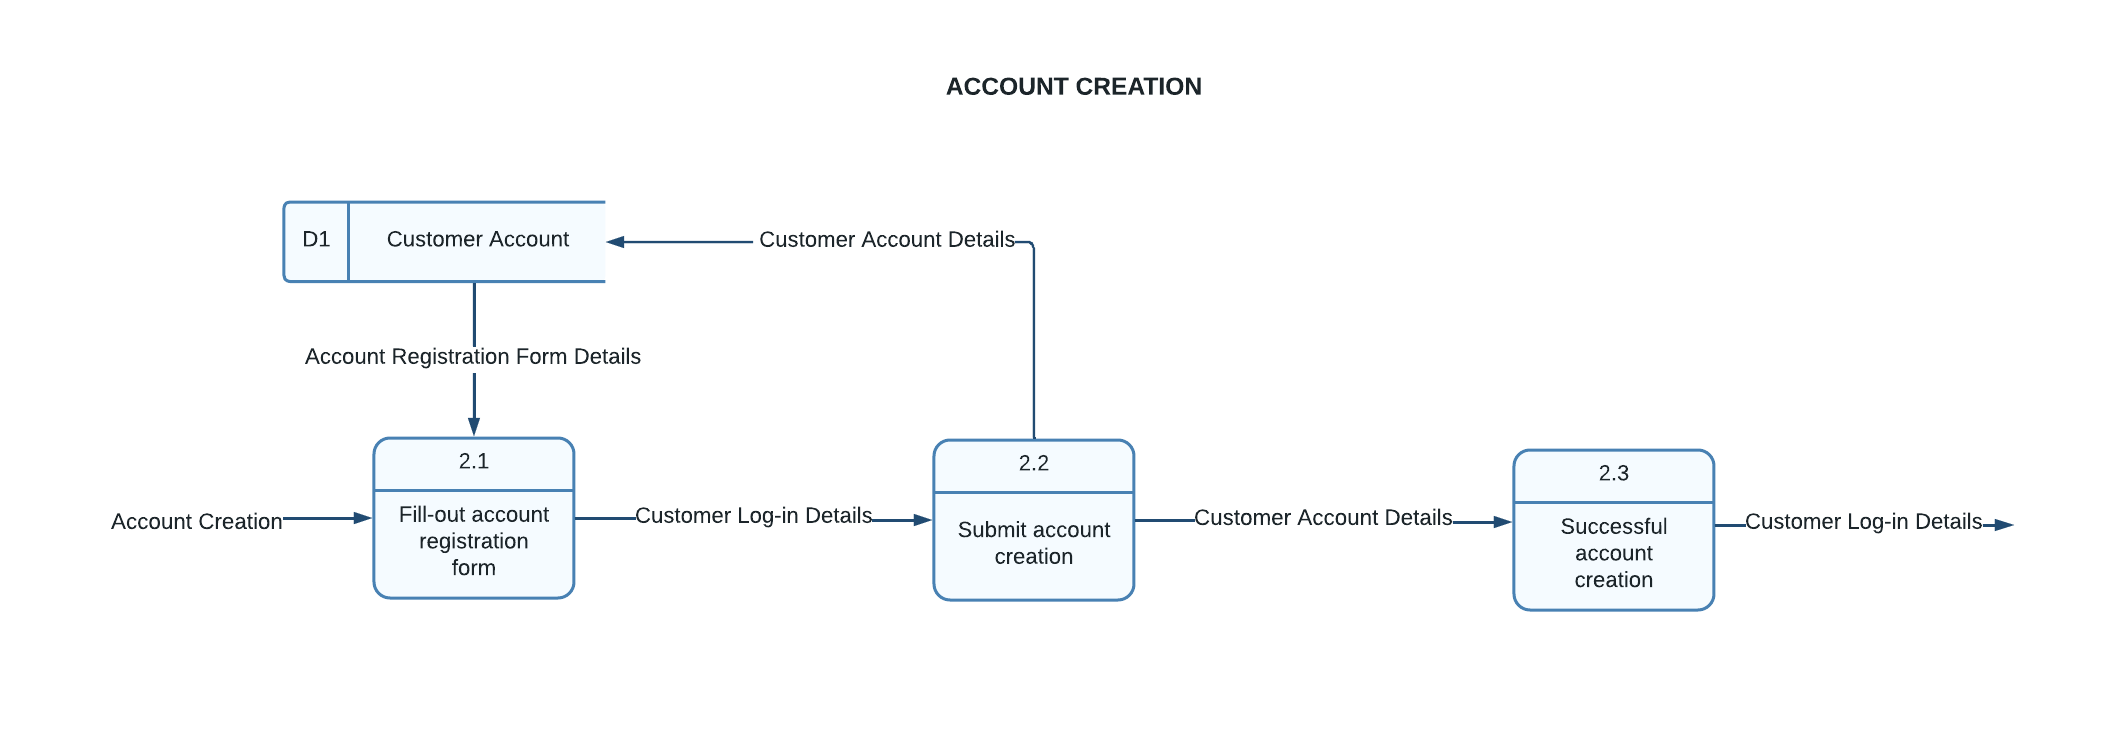 ACCOUNT CREATION
D1
Customer Account
Customer Account Details
Account Registration Form Details
Account Creation
2.1
Fill-out account
registration
form
Customer Log-in Details
2.2
Submit account
creation
Customer Account Details
2.3
Successful
account
creation
Customer Log-in Details